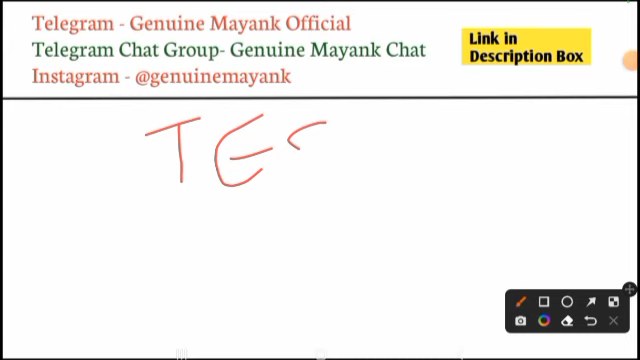 Telegram - Genuine Mayank Official
Telegram Chat Group- Genuine Mayank Chat
Instagram - @genuinemayank
Link in
Description Box
TE